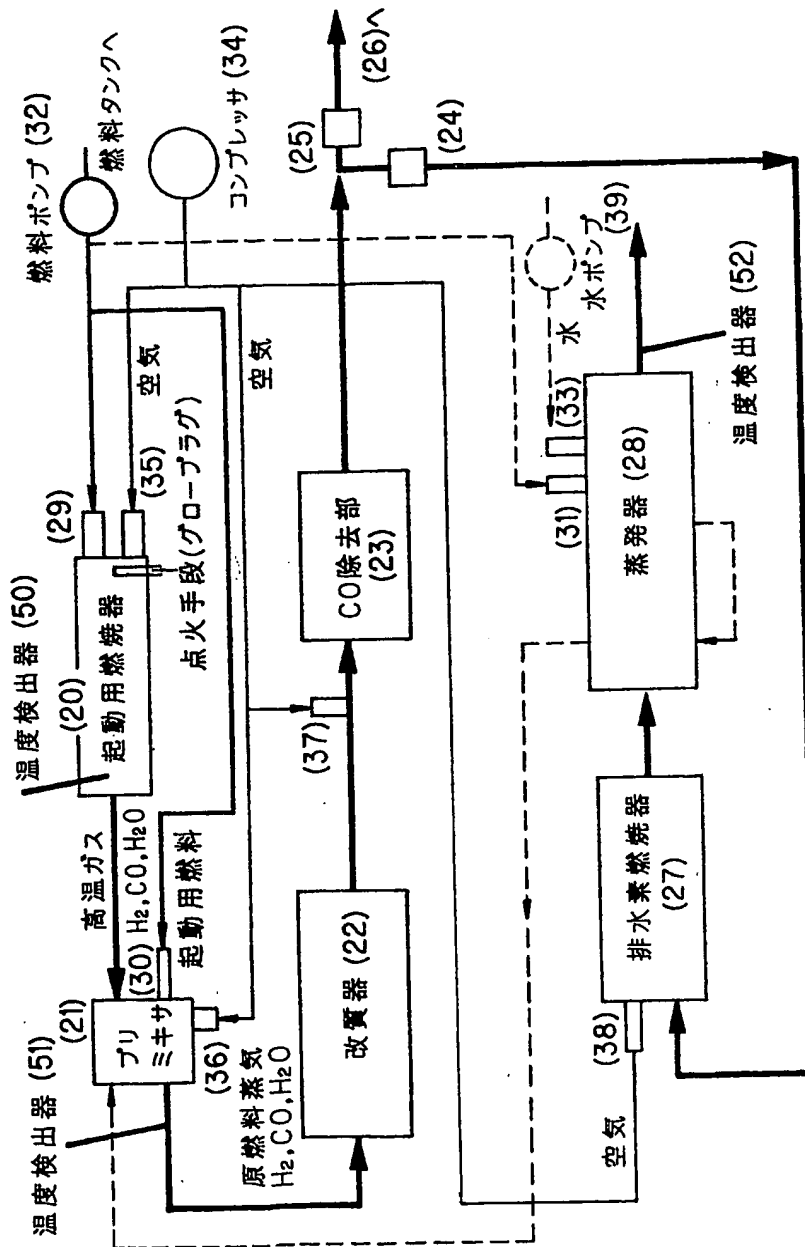 温度検出器 (51)
(21)
プリ
ミキサ
(36)
原燃料蒸気
H₂,CO,H₂O
高温ガス
(30) H₂,CO,H₂O
起動用燃料
温度検出器 (50)
(20)
起動用燃焼器
(29)
(35)
点火手段(グロープラグ)
空気
空気
燃料ポンプ (32)
燃料タンクへ
コンプレッサ (34)
改質器 (22)
(37)
CO除去部
(23)
(25)
(26)へ
(24)
空気
(38)
排水素燃焼器
(27)
蒸発器 (28)
(31)
(33)
水
水ポンプ
(39)
温度検出器 (52)